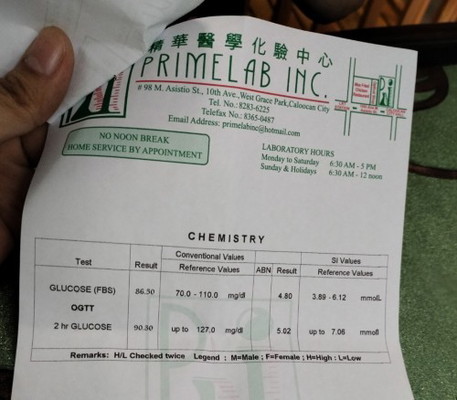 精華醫學化驗中心
PRIMELAB INC.
# 98 M. Asistio St., 10th Ave.,West Grace Park,Caloocan City
Tel. No.: 8283-6225
Telefax No.: 8365-0487
Email Address: primelabinc@hotmail.com
NO NOON BREAK
HOME SERVICE BY APPOINTMENT
LABORATORY HOURS
Monday to Saturday 6:30 AM - 5 PM
Sunday & Holidays 6:30 AM - 12 noon
CHEMISTRY
Conventional Values SI Values
Test Result Reference Values ABN Result Reference Values
GLUCOSE (FBS) 86.50 70.0 - 110.0 mg/dl 4.80 3.89 - 6.12 mmol/L
OGTT
2 hr GLUCOSE 90.30 up to 127.0 mg/dl 5.02 up to 7.06 mmol/l
Remarks: H/L Checked twice Legend : M=Male ; F=Female ; H=High : L=Low